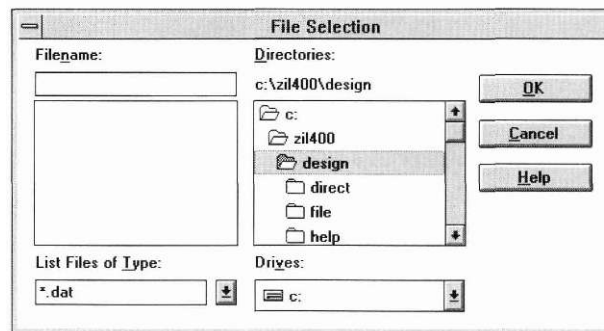 File Selection
Filename:
Directories:
c:\zil400\design
OK
c:
zil400
Cancel
design
direct
Help
file
help
List Files of Type:
Drives:
*.dat
c: